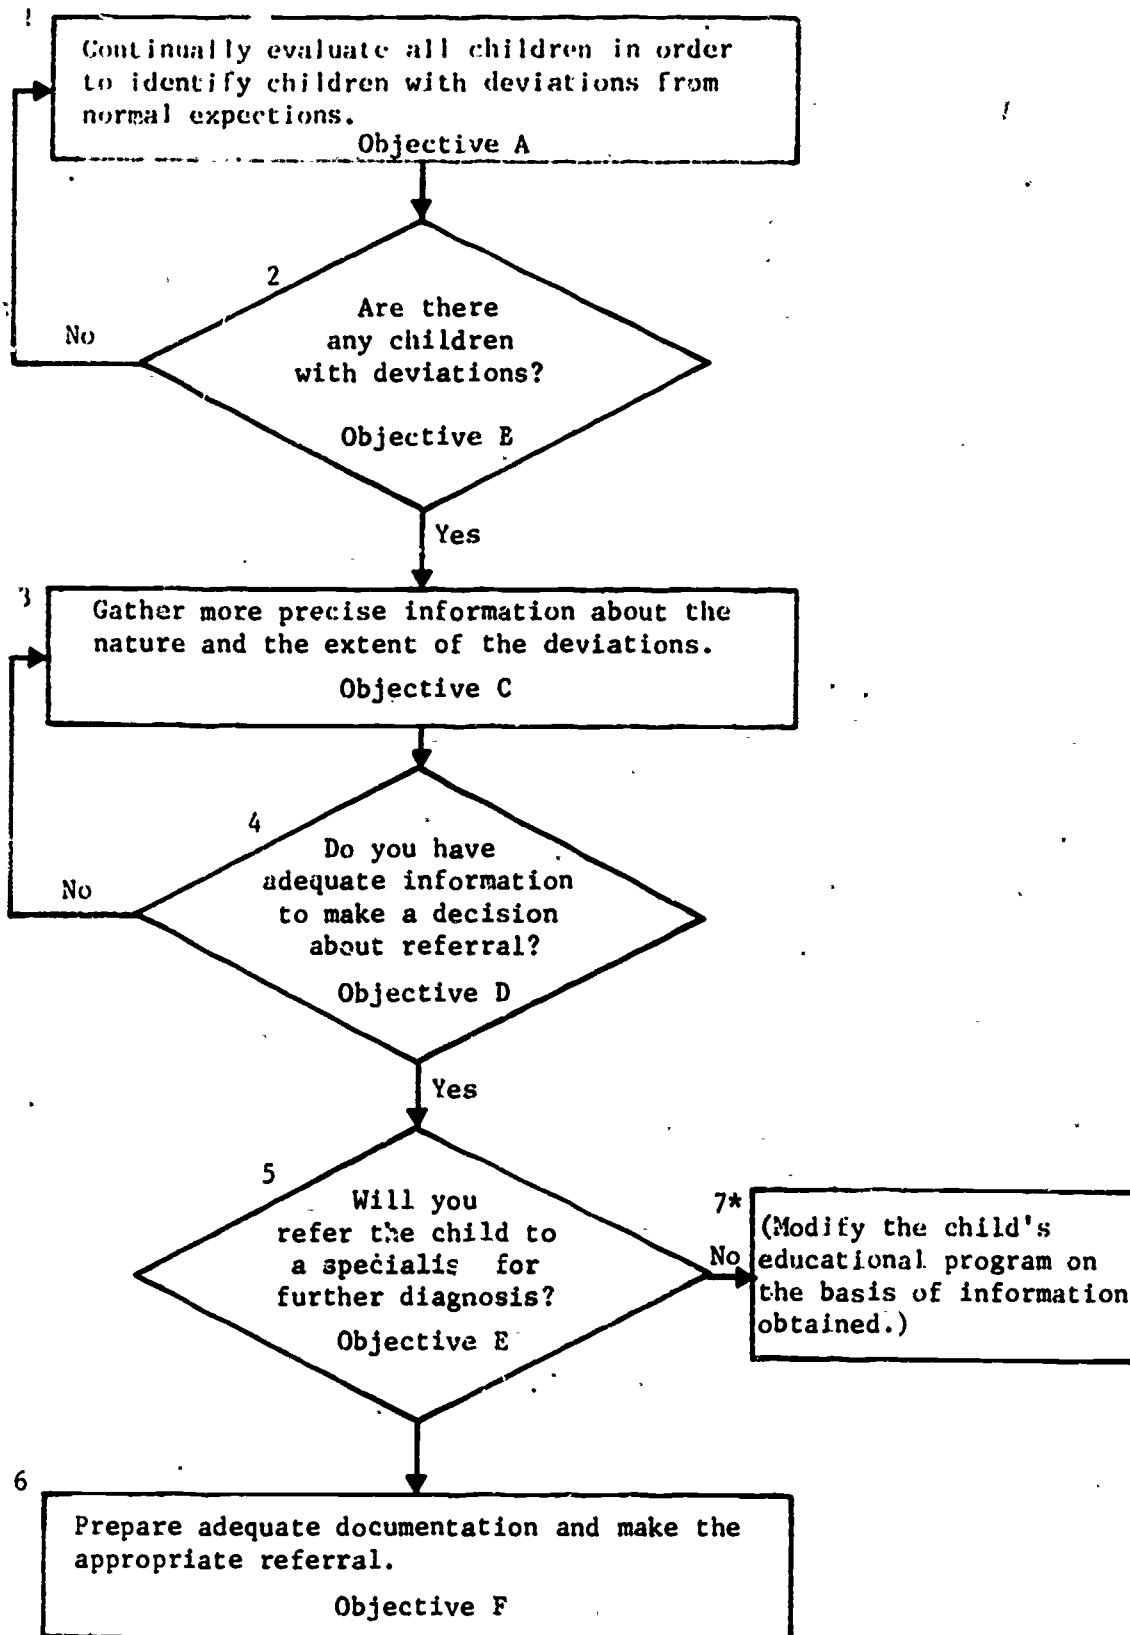 1
Continually evaluate all children in order
to identify children with deviations from
normal expections.
Objective A
2
Are there
any children
with deviations?
Objective B
No
Yes
3
Gather more precise information about the
nature and the extent of the deviations.
Objective C
4
Do you have
adequate information
to make a decision
about referral?
Objective D
No
Yes
5
Will you
refer the child to
a specialis for
further diagnosis?
Objective E
No
7*
(Modify the child's
educational program on
the basis of information
obtained.)
6
Prepare adequate documentation and make the
appropriate referral.
Objective F